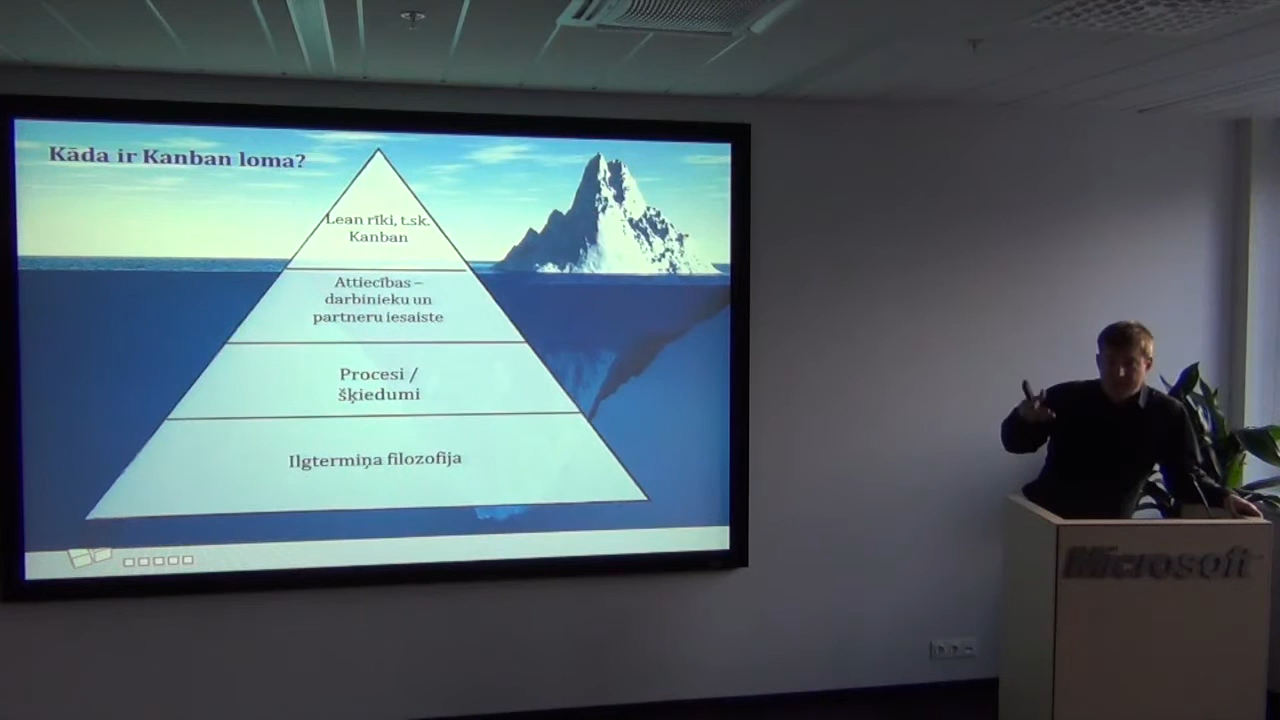 Kāda ir Kanban loma?
Lean rīki, t.sk.
Kanban
Attiecības –
darbinieku un
partneru iesaiste
Procesi /
šķiedumi
Ilgtermiņa filozofija
Microsoft